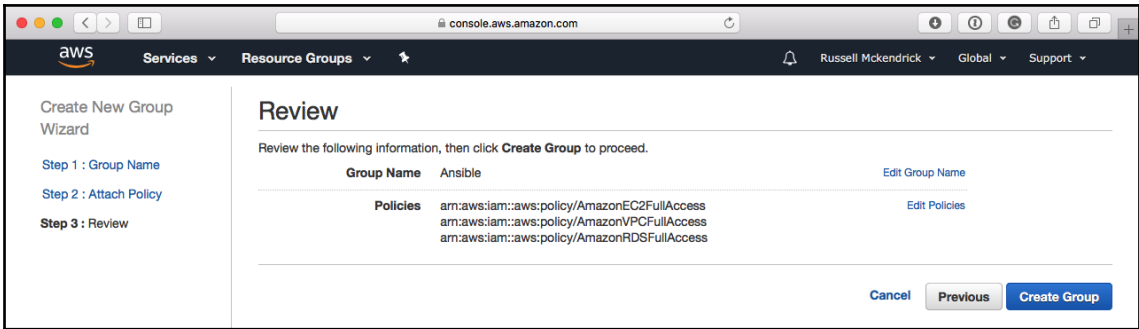 console.aws.amazon.com
aws Services Resource Groups Russell Mckendrick Global Support
Create New Group
Wizard
Step 1 : Group Name
Step 2 : Attach Policy
Step 3 : Review
Review
Review the following information, then click Create Group to proceed.
Group Name Ansible Edit Group Name
Policies arn:aws:iam::aws:policy/AmazonEC2FullAccess Edit Policies
arn:aws:iam::aws:policy/AmazonVPCFullAccess
arn:aws:iam::aws:policy/AmazonRDSFullAccess
Cancel Previous Create Group